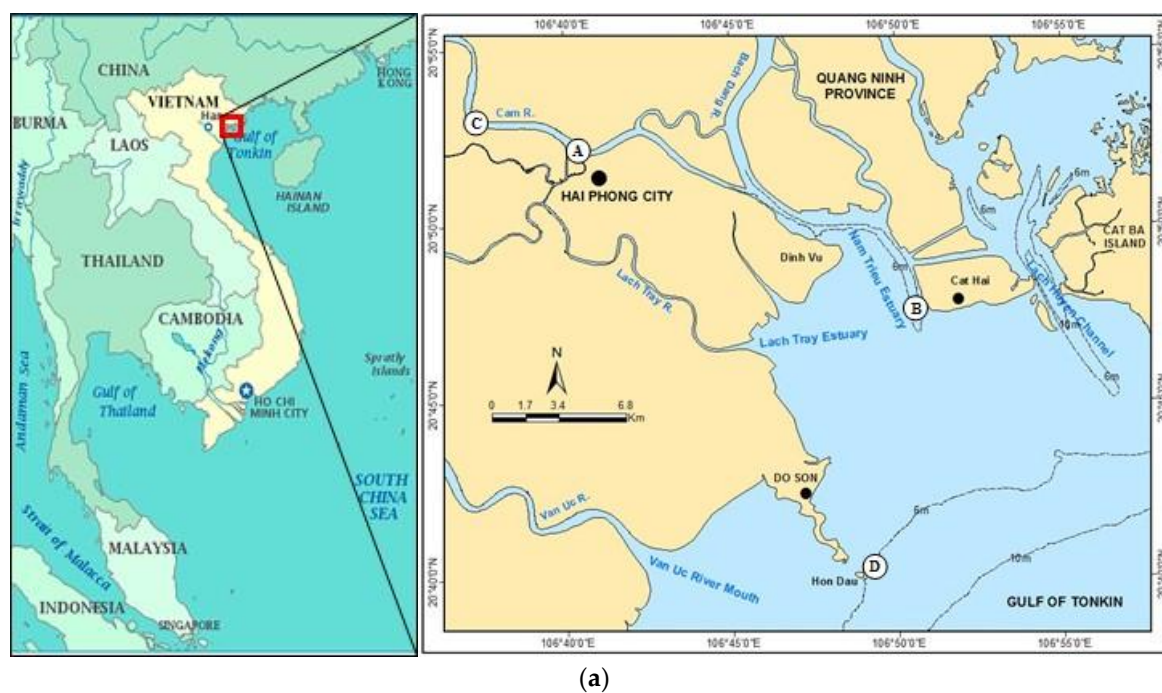 CHINA
HONG
KONG
VIETNAM
BURMA
LAOS
Gulf of
Tonkin
HAINAN
ISLAND
Irrawaddy
THAILAND
CAMBODIA
Mekong
Andaman Sea
Spratly
Islands
Gulf of
Thailand
HO CHI
MINH CITY
SOUTH
CHINA
SEA
Strait of Malacca
MALAYSIA
SINGAPORE
INDONESIA
106°40'0"E
106°45'0"E
106°50'0"E
106°55'0"E
20°55'0"N
20°50'0"N
20°45'0"N
20°40'0"N
QUANG NINH
PROVINCE
Bach Dang R.
C
Cam R.
A
HAI PHONG CITY
6m
6m
CAT BA
ISLAND
Dinh Vu
Nam Trieu Estuary
6m
Cat Hai
Lach Huyen Channel
10m
6m
B
Lach Tray R.
Lach Tray Estuary
N
0 1.7 3.4 6.8
Km
DO SON
Van Uc R.
6m
10m
Van Uc River Mouth
Hon Dau
D
GULF OF TONKIN
106°40'0"E
106°45'0"E
106°50'0"E
106°55'0"E
(a)